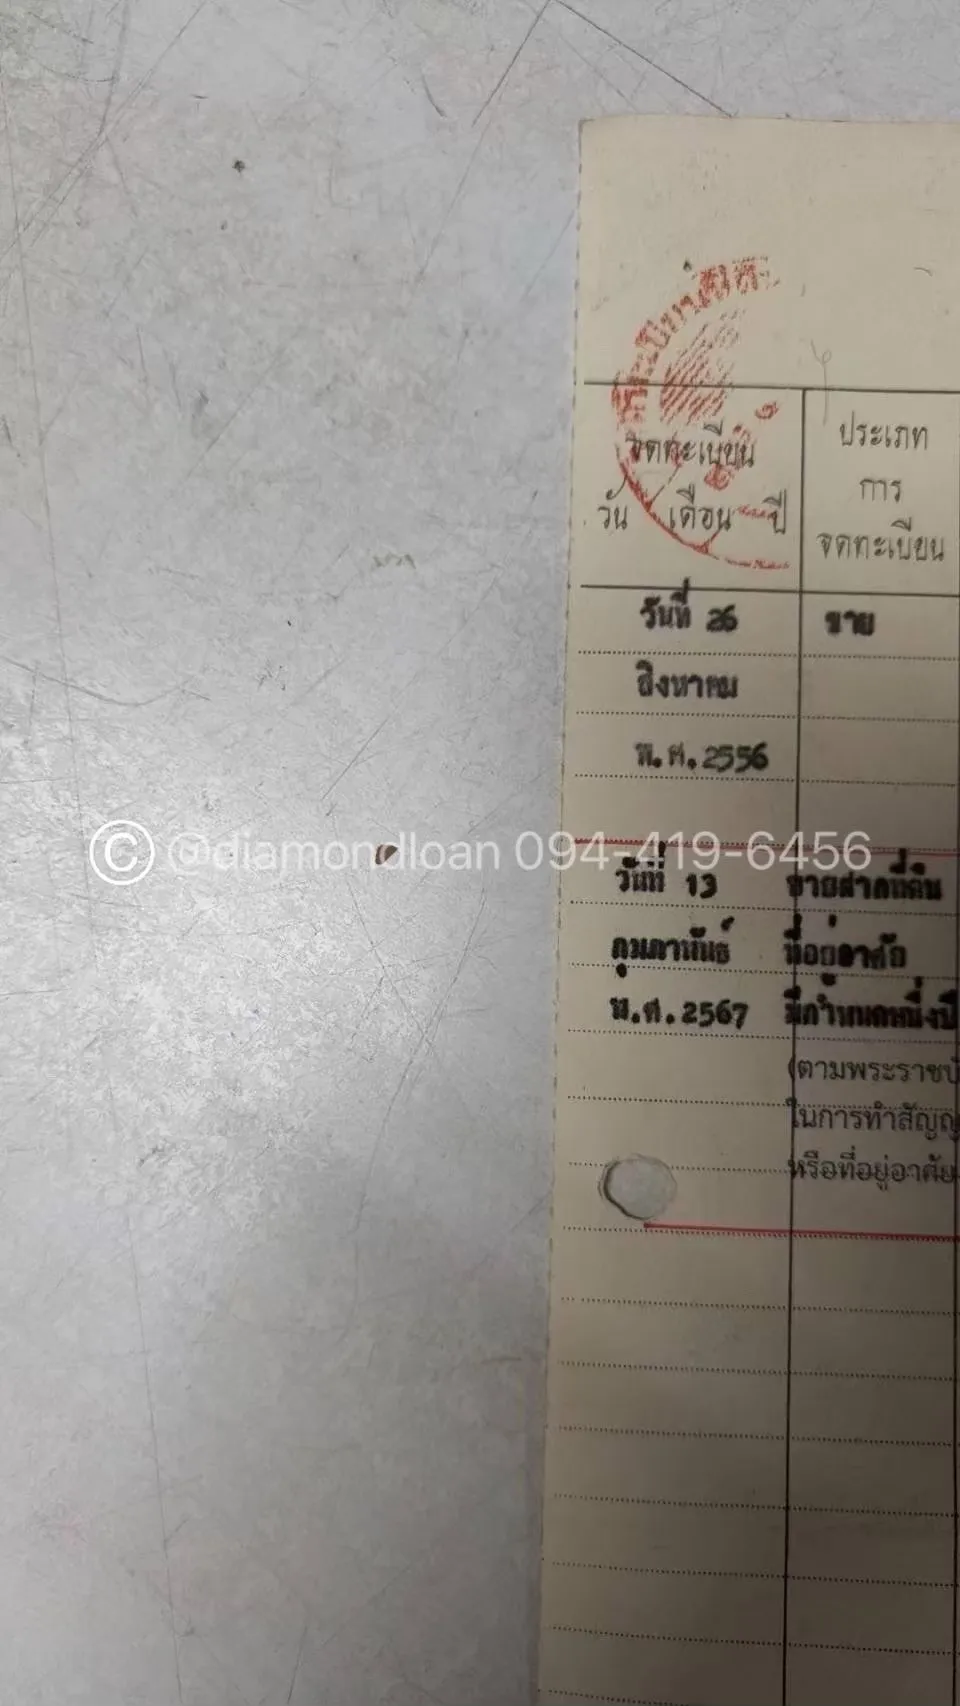 จดทะเบียน
วัน เดือน ปี
ประเภท
การ
จดทะเบียน
วันที่ 26 ขาย
สิงหาคม
พ.ศ.2556
© @diamondloan 094-419-6456
วันที่ 13 ขายฝากที่ดิน
กุมภาพันธ์ ที่อยู่อาศัย
พ.ศ.2567 มีกำหนดหนึ่งปี
(ตามพระราชบั
ในการทำสัญญ
หรือที่อยู่อาศัย